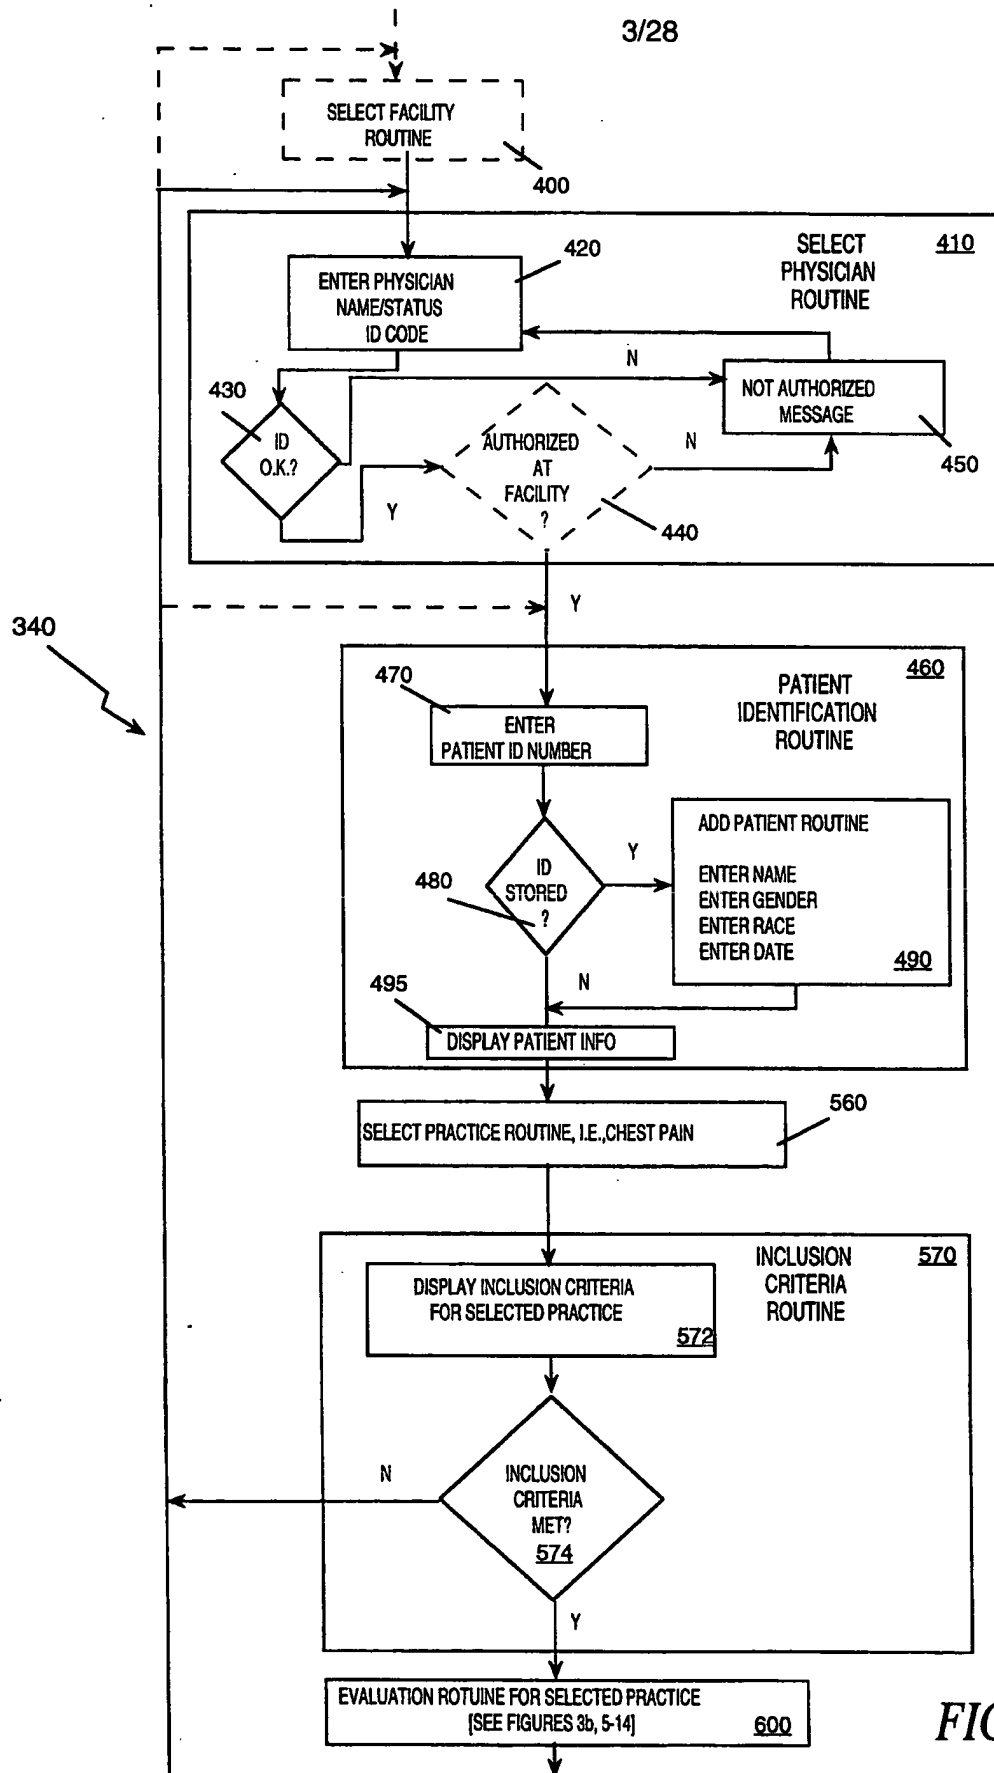 3/28
SELECT FACILITY
ROUTINE
400
SELECT
PHYSICIAN
ROUTINE
410
420
ENTER PHYSICIAN
NAME/STATUS
ID CODE
N
NOT AUTHORIZED
MESSAGE
450
430
ID
O.K.?
Y
AUTHORIZED
AT
FACILITY
?
N
440
Y
340
460
PATIENT
IDENTIFICATION
ROUTINE
470
ENTER
PATIENT ID NUMBER
ID
STORED
?
480
Y
ADD PATIENT ROUTINE
ENTER NAME
ENTER GENDER
ENTER RACE
ENTER DATE
490
N
495
DISPLAY PATIENT INFO
560
SELECT PRACTICE ROUTINE, I.E.,CHEST PAIN
INCLUSION
CRITERIA
ROUTINE
570
DISPLAY INCLUSION CRITERIA
FOR SELECTED PRACTICE
572
N
INCLUSION
CRITERIA
MET?
574
Y
EVALUATION ROTUINE FOR SELECTED PRACTICE
[SEE FIGURES 3b, 5-14]
600
FIG